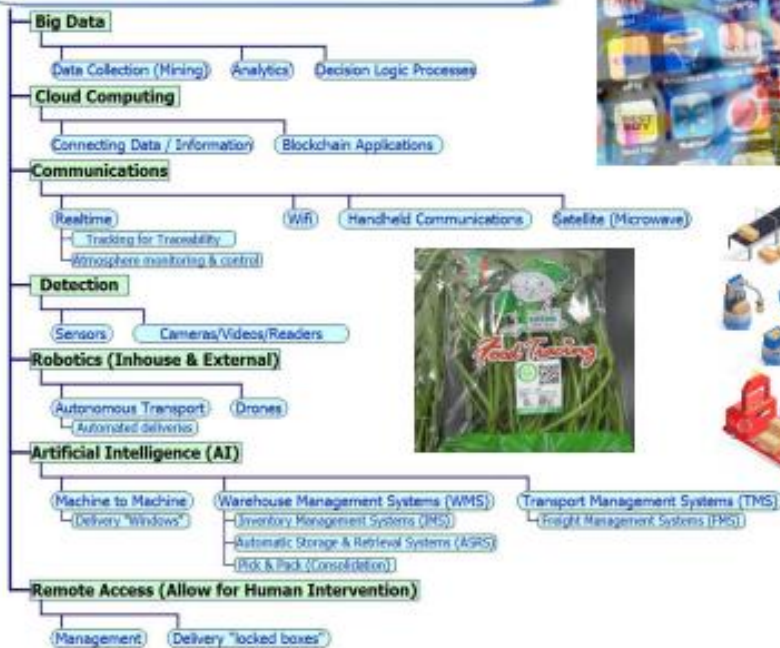 Big Data
Data Collection (Mining) Analytics Decision Logic Processes
Cloud Computing
Connecting Data / Information Blockchain Applications
Communications
Realtime Wifi Handheld Communications Satellite (Microwave)
Tracking for Traceability
Atmosphere monitoring & control
Detection
Sensors Cameras/Videos/Readers
Food Tracing
Robotics (Inhouse & External)
Autonomous Transport Drones
Automated deliveries
Artificial Intelligence (AI)
Machine to Machine Warehouse Management Systems (WMS) Transport Management Systems (TMS)
Delivery "Windows" Inventory Management Systems (IMS) Freight Management Systems (FMS)
Automatic Storage & Retrieval Systems (ASRS)
Pick & Pack (Consolidation)
Remote Access (Allow for Human Intervention)
Management Delivery "locked boxes"